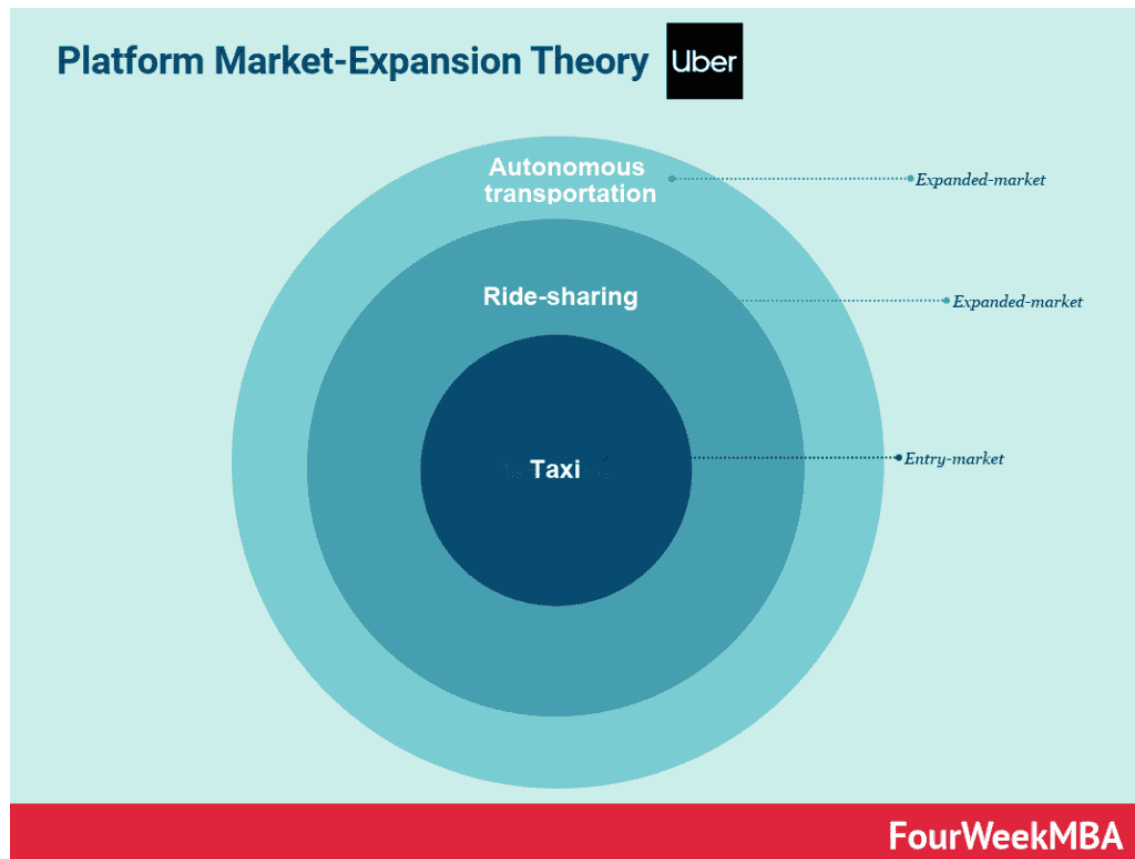 Platform Market-Expansion Theory
Uber
Autonomous
transportation
Expanded-market
Ride-sharing
Expanded-market
Taxi
Entry-market
FourWeekMBA